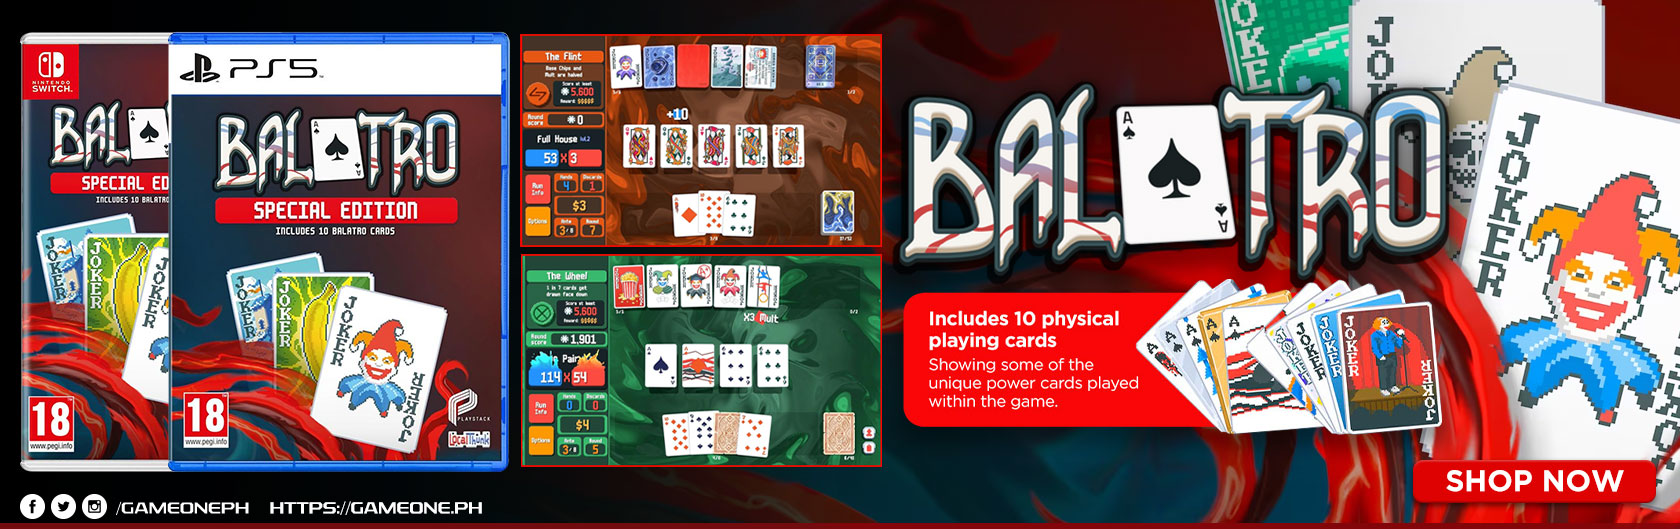 NINTENDO
SWITCH.
BALATRO
SPECIAL ED
INCLUDES 10 BALATRO
JOKER
JOKER
JOKER
18
www.pegi.info
PS5
BALATRO
SPECIAL EDITION
INCLUDES 10 BALATRO CARDS
JOKER
JOKER
JOKER
JOKER
18
www.pegi.info
PLAYSTACK
LocalThunk
The Flint
Base Chips and
Mult are halved
Score at least
5,600
Reward $$$$$
Round
score
0
Full House lvl.2
53 X 3
Run
Info
Hands
4
Discards
1
$3
Options
Ante
3/8
Round
7
+10
The Wheel
1 in 7 cards get
drawn face down
Score at least
5,600
Reward $$$$$
Round
score
1,901
Pair
114 X 54
Run
Info
Hands
0
Discards
0
$4
Options
Ante
3/8
Round
5
X3 Mult
BALATRO
A
A
Includes 10 physical
playing cards
Showing some of the
unique power cards played
within the game.
JOKER
JOKER
JOKER
JOKER
JOKER
SHOP NOW
/GAMEONEPH HTTPS://GAMEONE.PH